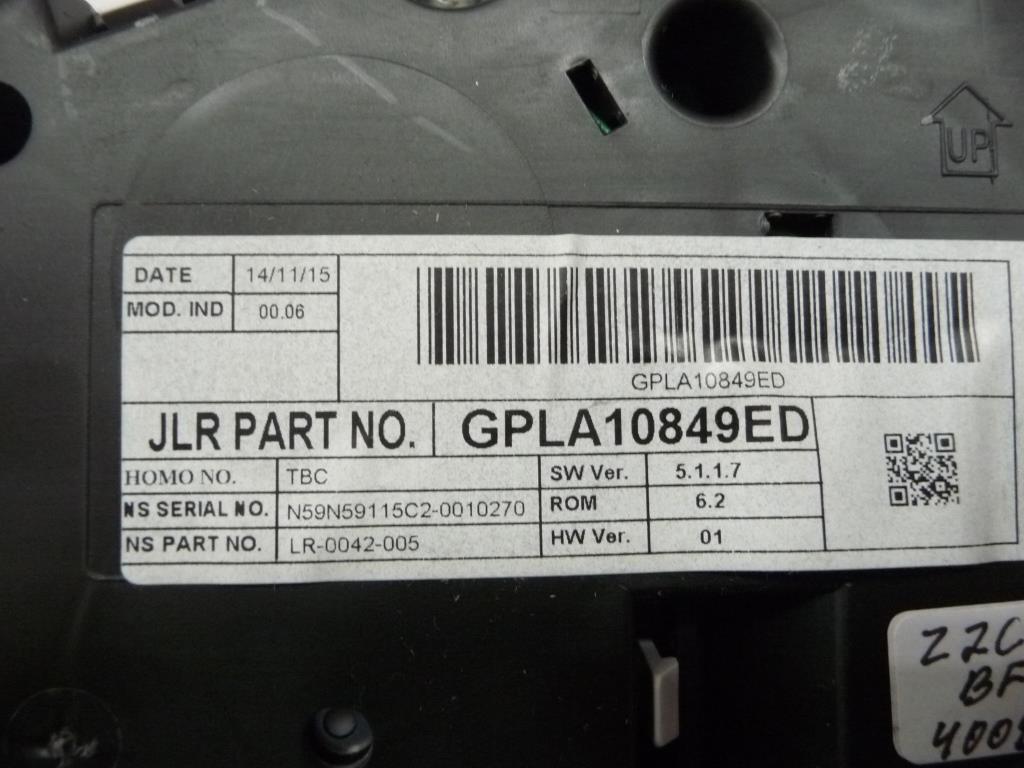 UP
DATE 14/11/15
MOD. IND 00.06
GPLA10849ED
JLR PART NO. GPLA10849ED
HOMO NO. TBC SW Ver. 5.1.1.7
NS SERIAL NO. N59N59115C2-0010270 ROM 6.2
NS PART NO. LR-0042-005 HW Ver. 01